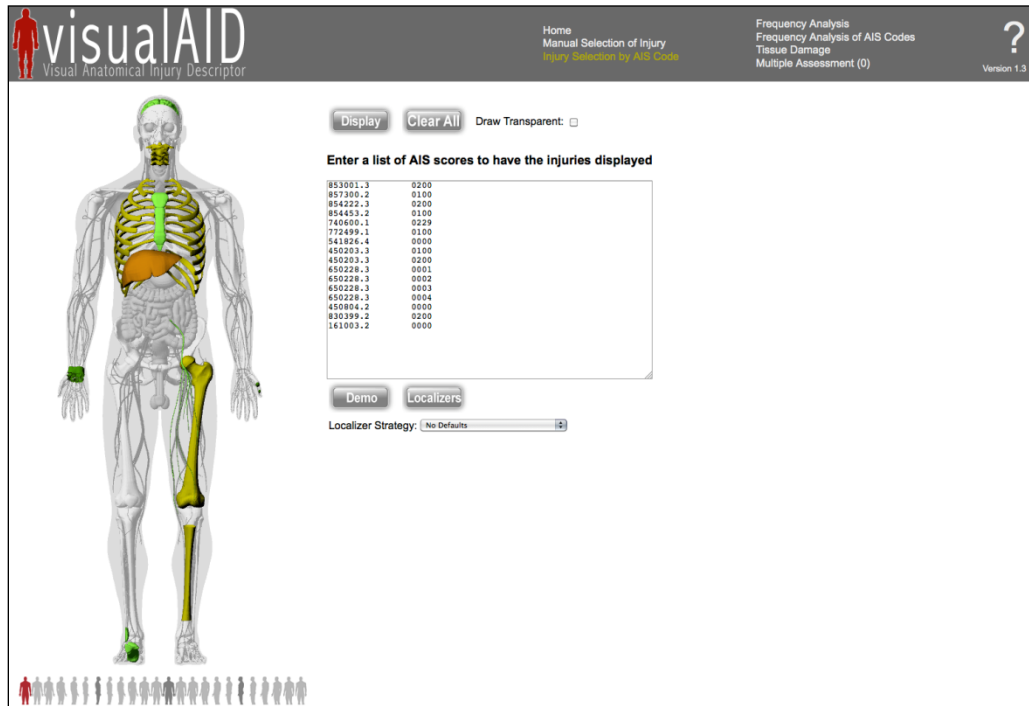 visualAID
Visual Anatomical Injury Descriptor
Home
Manual Selection of Injury
Injury Selection by AIS Code
Frequency Analysis
Frequency Analysis of AIS Codes
Tissue Damage
Multiple Assessment (0)
?
Version 1.3
Display
Clear All
Draw Transparent:
Enter a list of AIS scores to have the injuries displayed
853001.3 0200
857300.2 0100
854222.3 0200
854453.2 0100
740600.1 0229
772499.1 0100
541826.4 0000
450203.3 0100
450203.3 0200
650228.3 0001
650228.3 0002
650228.3 0003
650228.3 0004
450804.2 0000
830399.2 0200
161003.2 0000
Demo
Localizers
Localizer Strategy: No Defaults